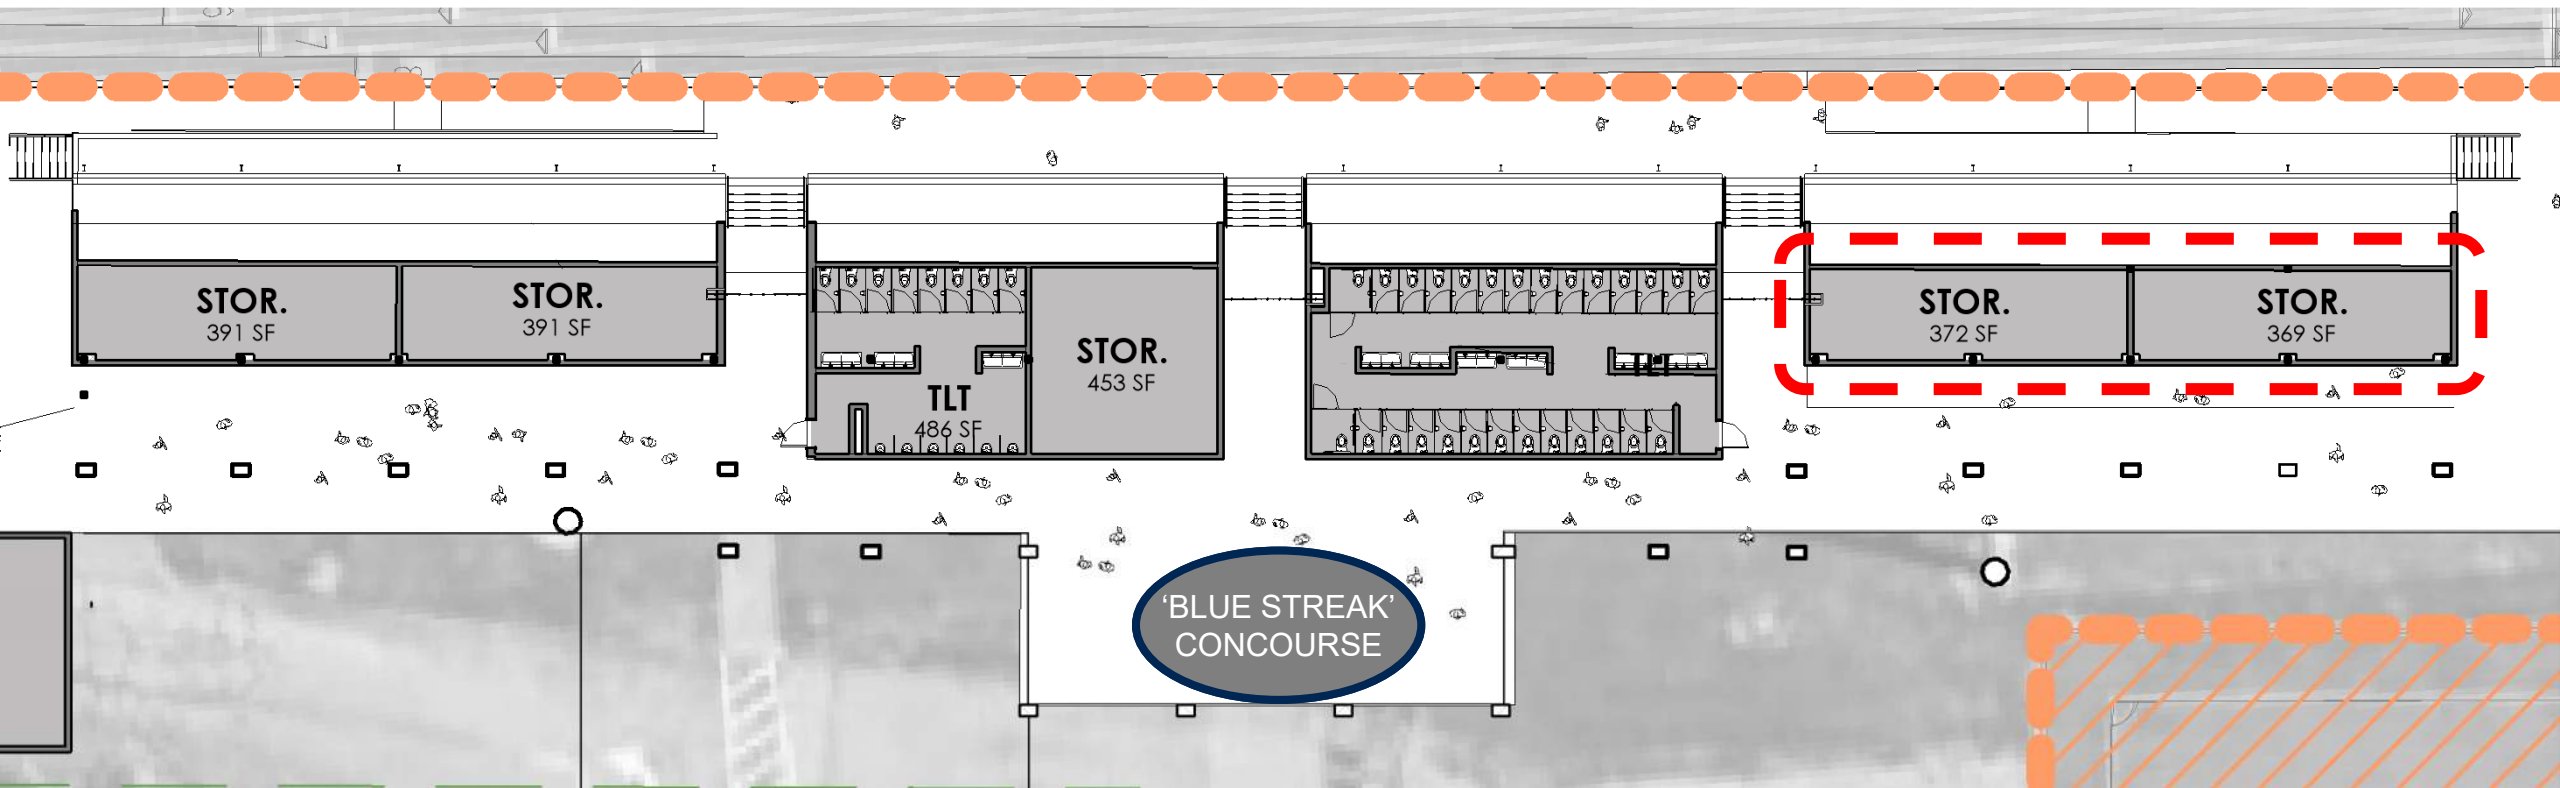 STOR.
391 SF
STOR.
391 SF
TLT
486 SF
STOR.
453 SF
TLT
STOR.
372 SF
STOR.
369 SF
‘BLUE STREAK’
CONCOURSE